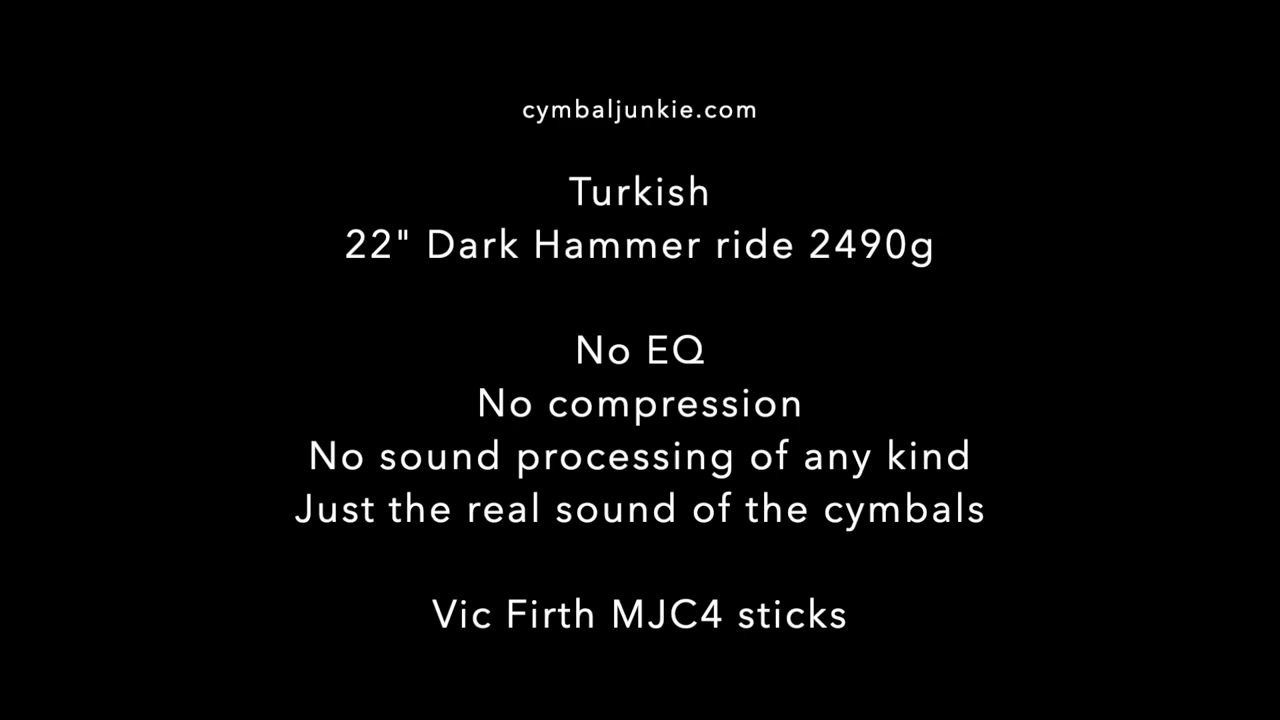 cymbaljunkie.com
Turkish
22" Dark Hammer ride 2490g
No EQ
No compression
No sound processing of any kind
Just the real sound of the cymbals
Vic Firth MJC4 sticks